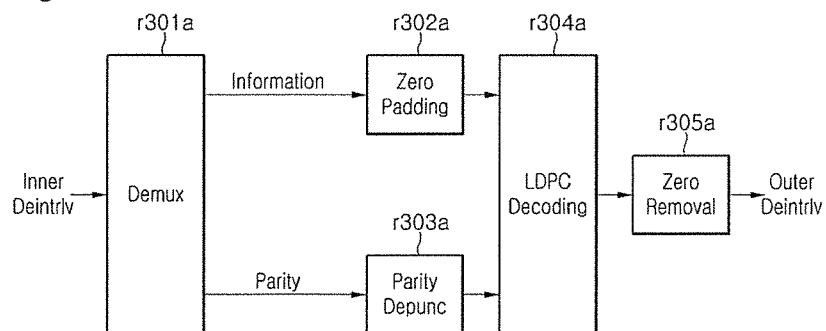 r301a
r302a
r304a
Information
Zero
Padding
r305a
Inner
Deintrlv
Demux
LDPC
Decoding
Zero
Removal
Outer
Deintrlv
r303a
Parity
Parity
Depunc